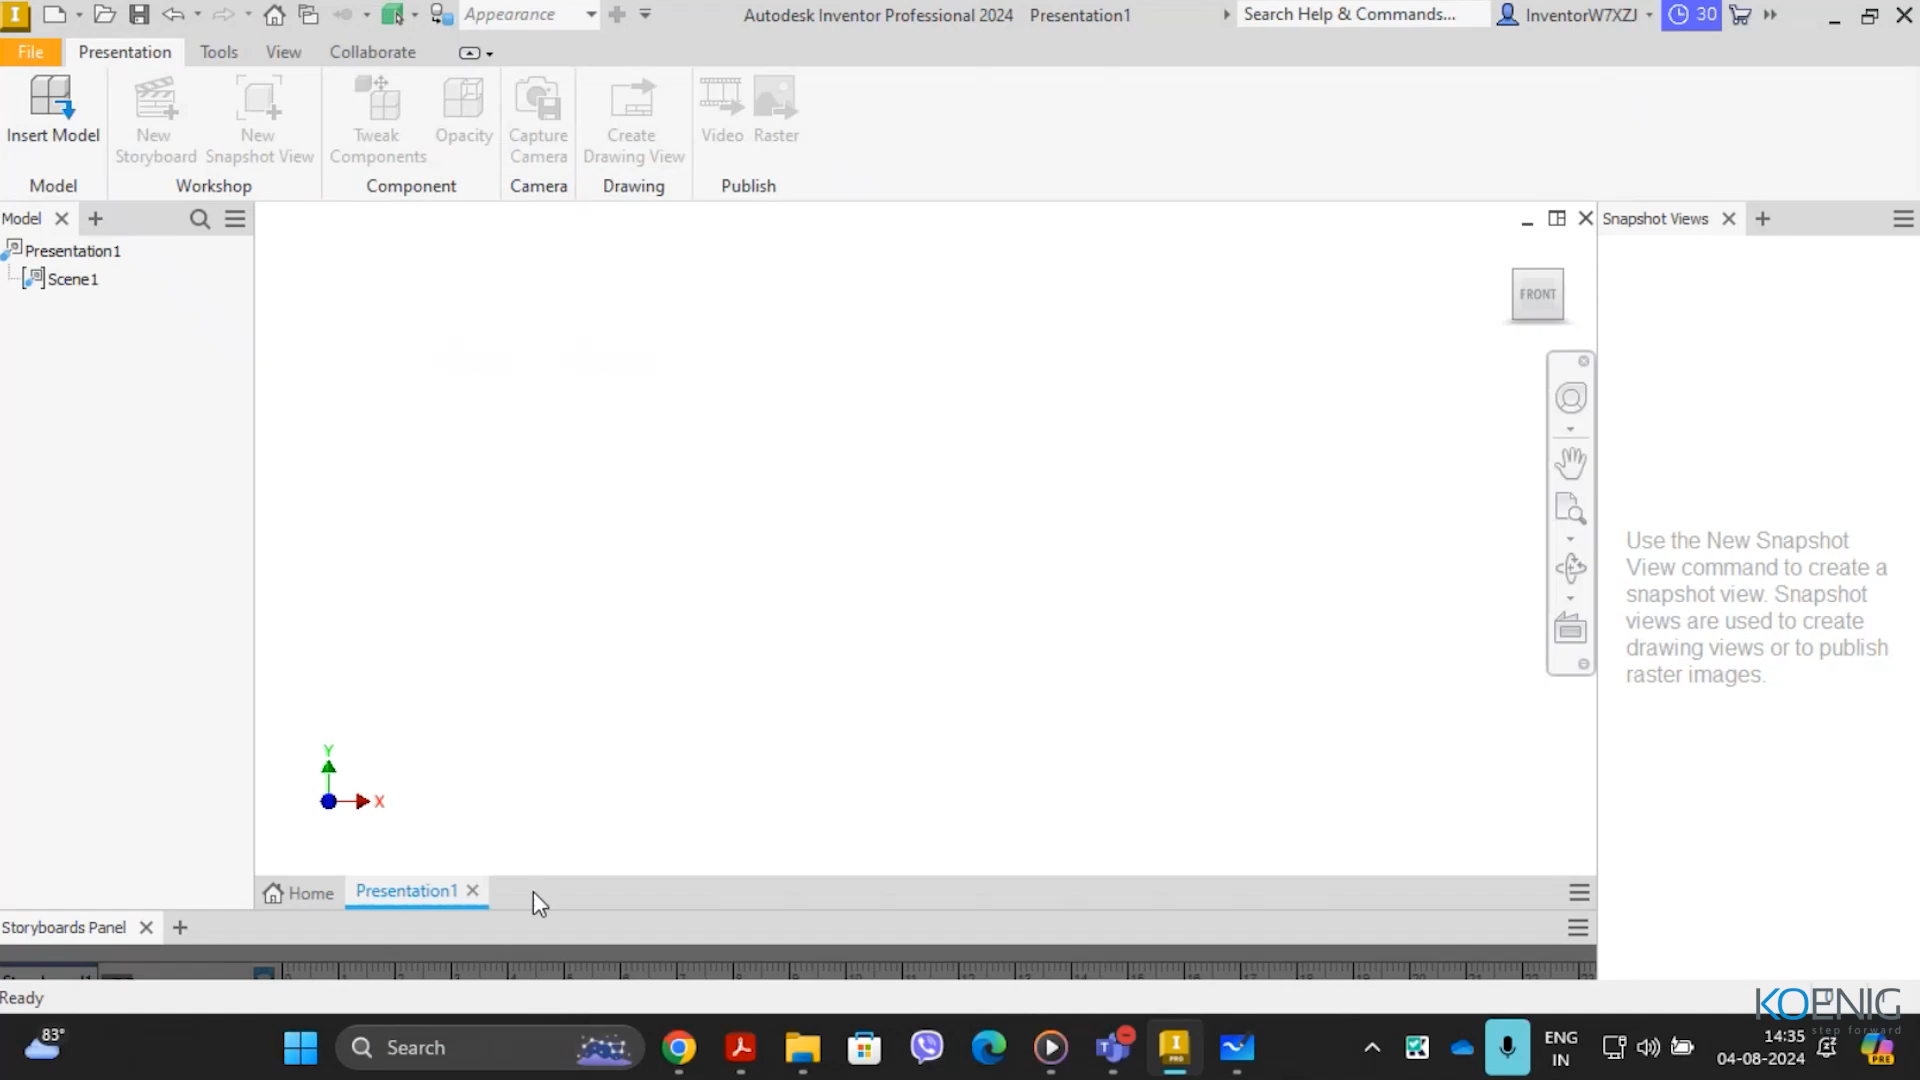 Appearance
Autodesk Inventor Professional 2024 Presentation1
Search Help & Commands...
InventorW7XZJ
30
File Presentation Tools View Collaborate
Insert Model
New Storyboard
New Snapshot View
Tweak Components
Opacity
Capture Camera
Create Drawing View
Video Raster
Model Workshop Component Camera Drawing Publish
Model
Snapshot Views
Presentation1
Scene1
FRONT
Use the New Snapshot
View command to create a
snapshot view. Snapshot
views are used to create
drawing views or to publish
raster images.
Y
X
Home Presentation1
Storyboards Panel
Ready
KOENIG
step forward
83°
Search
PRO
ENG
IN
14:35
04-08-2024
PRE